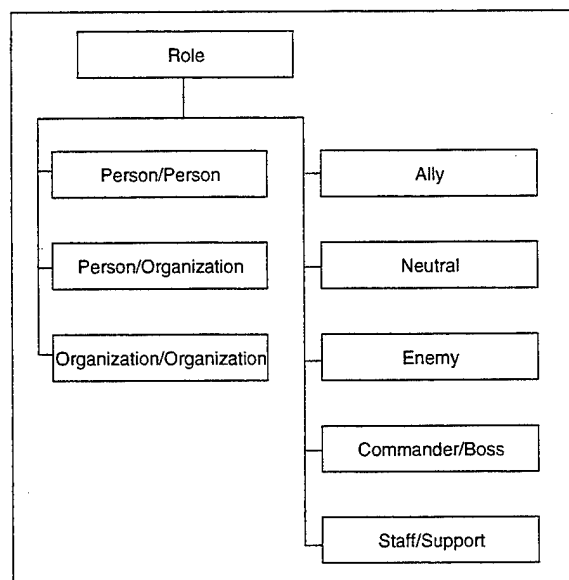 Role
Person/Person
Person/Organization
Organization/Organization
Ally
Neutral
Enemy
Commander/Boss
Staff/Support